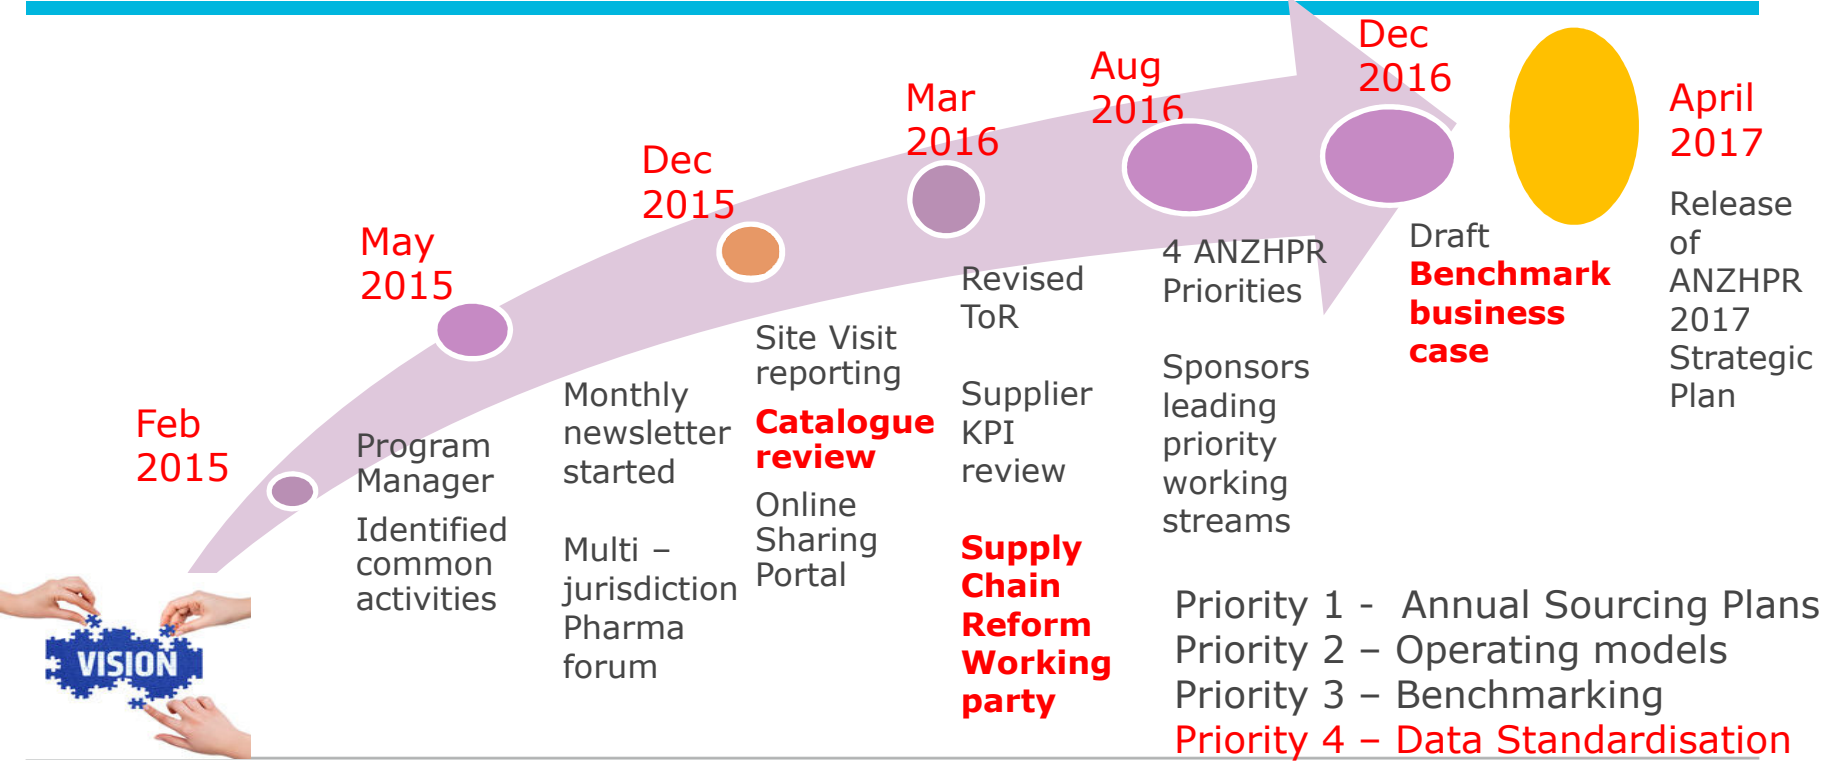 Feb
2015
Program
Manager
Identified
common
activities
May
2015
Monthly
newsletter
started
Multi –
jurisdiction
Pharma
forum
Dec
2015
Site Visit
reporting
Catalogue
review
Online
Sharing
Portal
Mar
2016
Revised
ToR
Supplier
KPI
review
Supply
Chain
Reform
Working
party
Aug
2016
4 ANZHPR
Priorities
Sponsors
leading
priority
working
streams
Dec
2016
Draft
Benchmark
business
case
April
2017
Release
of
ANZHPR
2017
Strategic
Plan
VISION
Priority 1 -  Annual Sourcing Plans
Priority 2 – Operating models
Priority 3 – Benchmarking
Priority 4 – Data Standardisation